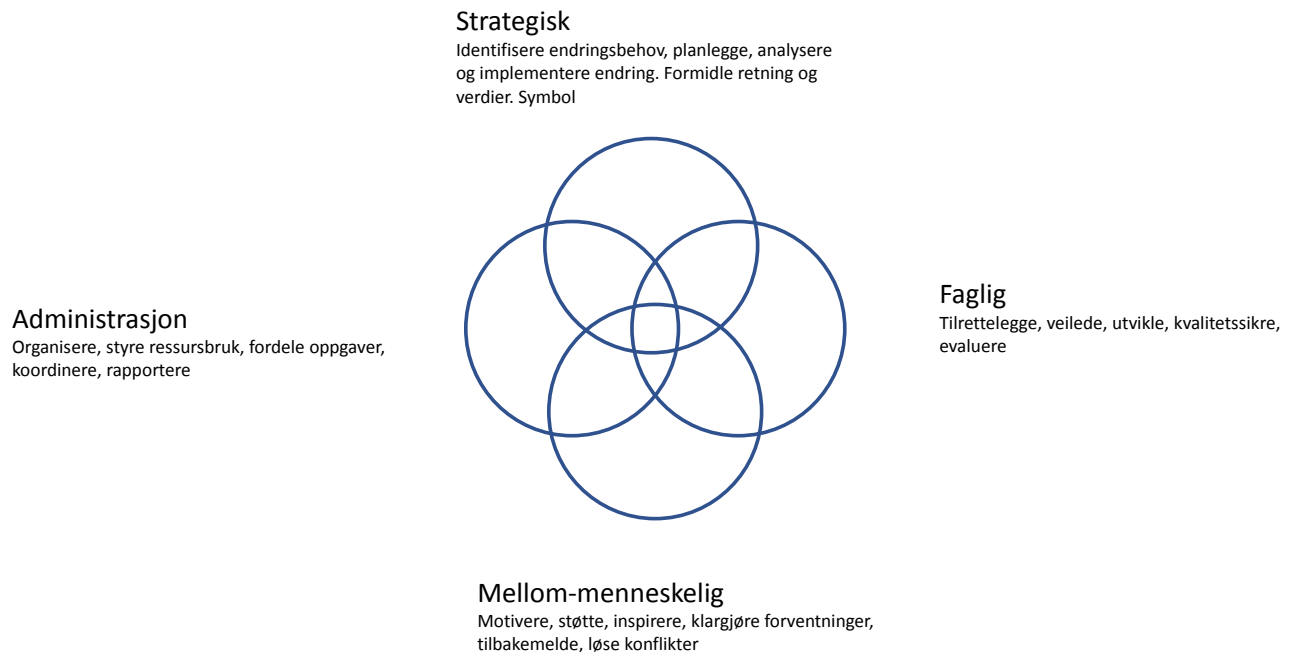 Strategisk
Identifisere endringsbehov, planlegge, analysere
og implementere endring. Formidle retning og
verdier. Symbol
Administrasjon
Organisere, styre ressursbruk, fordele oppgaver,
koordinere, rapportere
Faglig
Tilrettelegge, veilede, utvikle, kvalitetssikre,
evaluere
Mellom-menneskelig
Motivere, støtte, inspirere, klargjøre forventninger,
tilbakemelde, løse konflikter